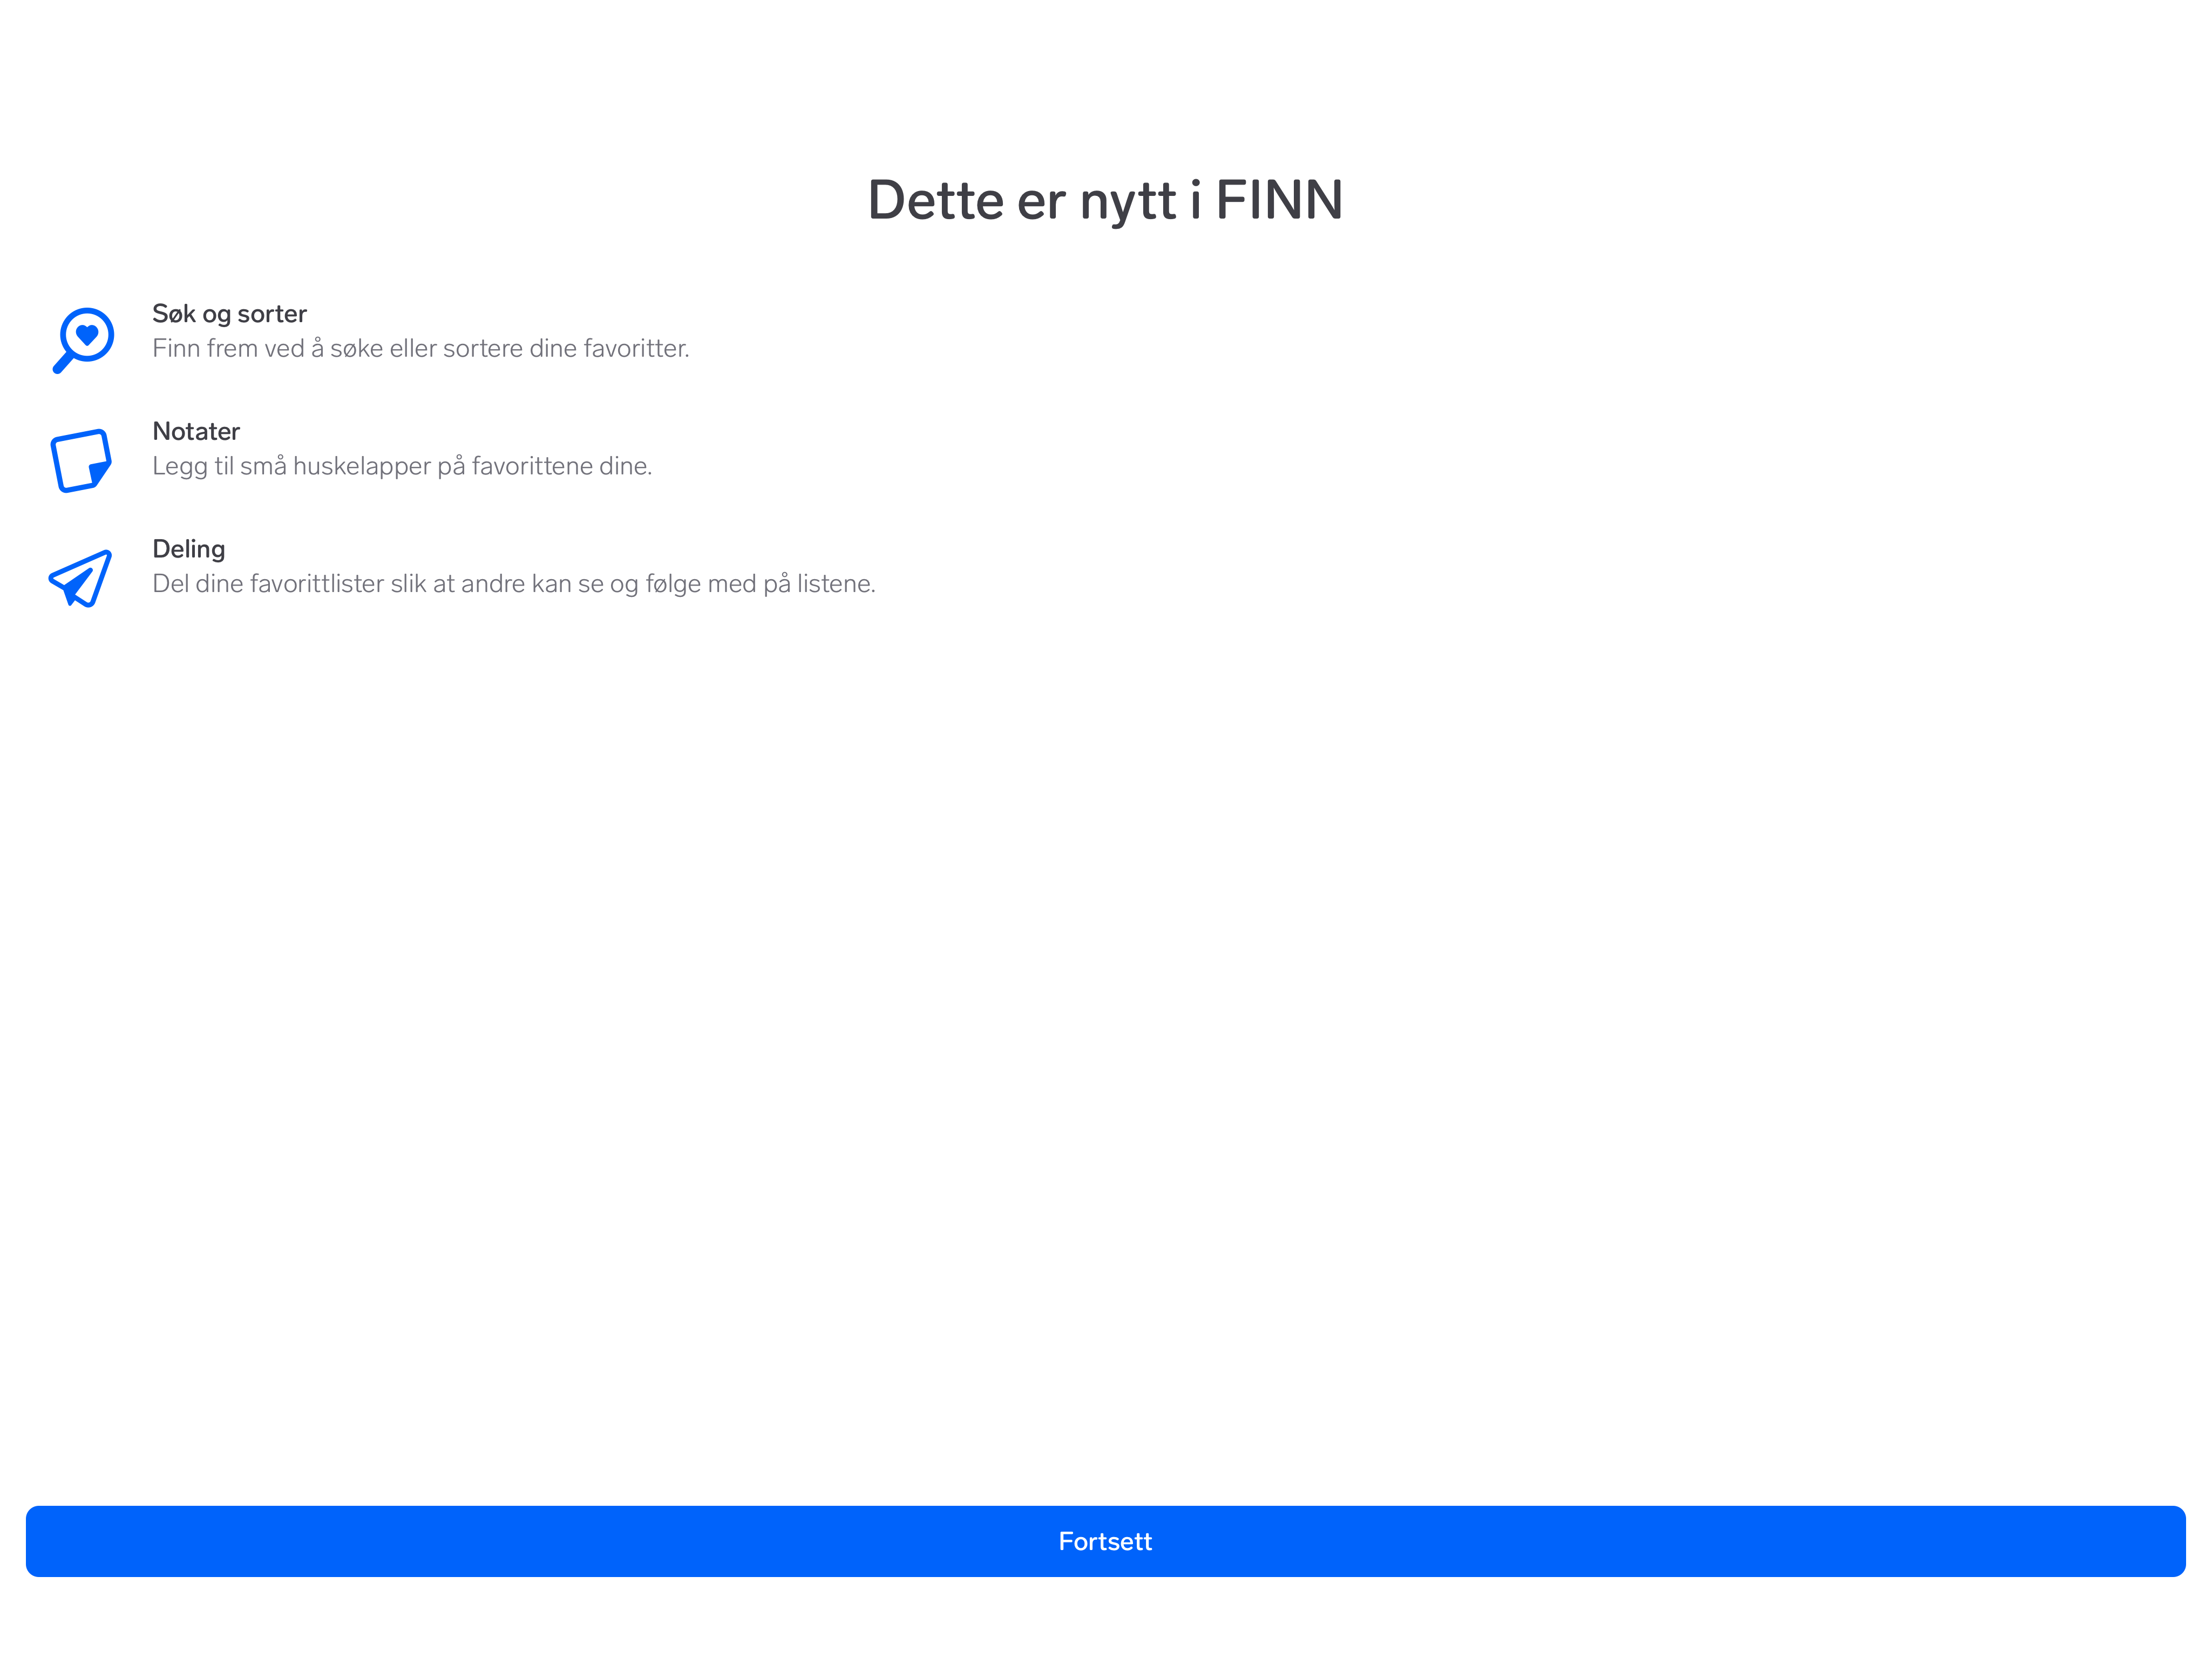 Dette er nytt i FINN
Søk og sorter
Finn frem ved å søke eller sortere dine favoritter.
Notater
Legg til små huskelapper på favorittene dine.
Deling
Del dine favorittlister slik at andre kan se og følge med på listene.
Fortsett